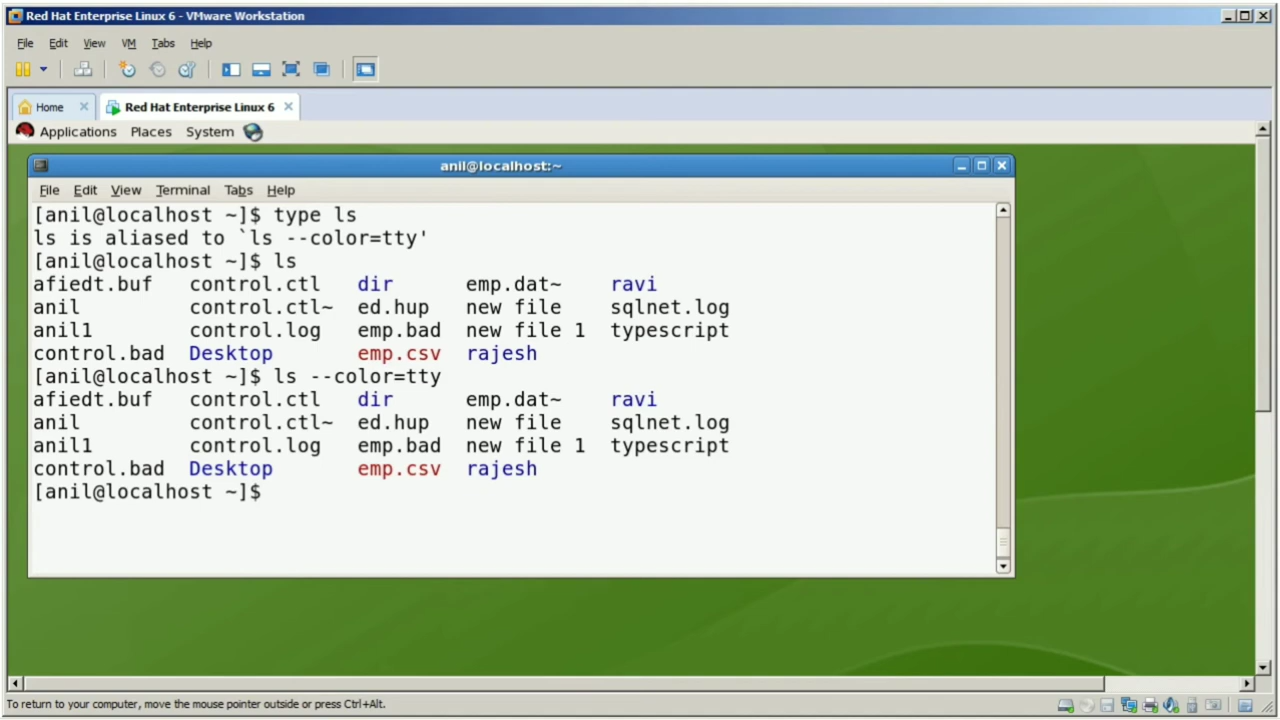 Red Hat Enterprise Linux 6 - VMware Workstation
File Edit View VM Tabs Help
Home Red Hat Enterprise Linux 6
Applications Places System
anil@localhost:~
File Edit View Terminal Tabs Help
[anil@localhost ~]$ type ls
ls is aliased to `ls --color=tty'
[anil@localhost ~]$ ls
afiedt.buf control.ctl dir emp.dat~ ravi
anil control.ctl~ ed.hup new file sqlnet.log
anil1 control.log emp.bad new file 1 typescript
control.bad Desktop emp.csv rajesh
[anil@localhost ~]$ ls --color=tty
afiedt.buf control.ctl dir emp.dat~ ravi
anil control.ctl~ ed.hup new file sqlnet.log
anil1 control.log emp.bad new file 1 typescript
control.bad Desktop emp.csv rajesh
[anil@localhost ~]$
To return to your computer, move the mouse pointer outside or press Ctrl+Alt.